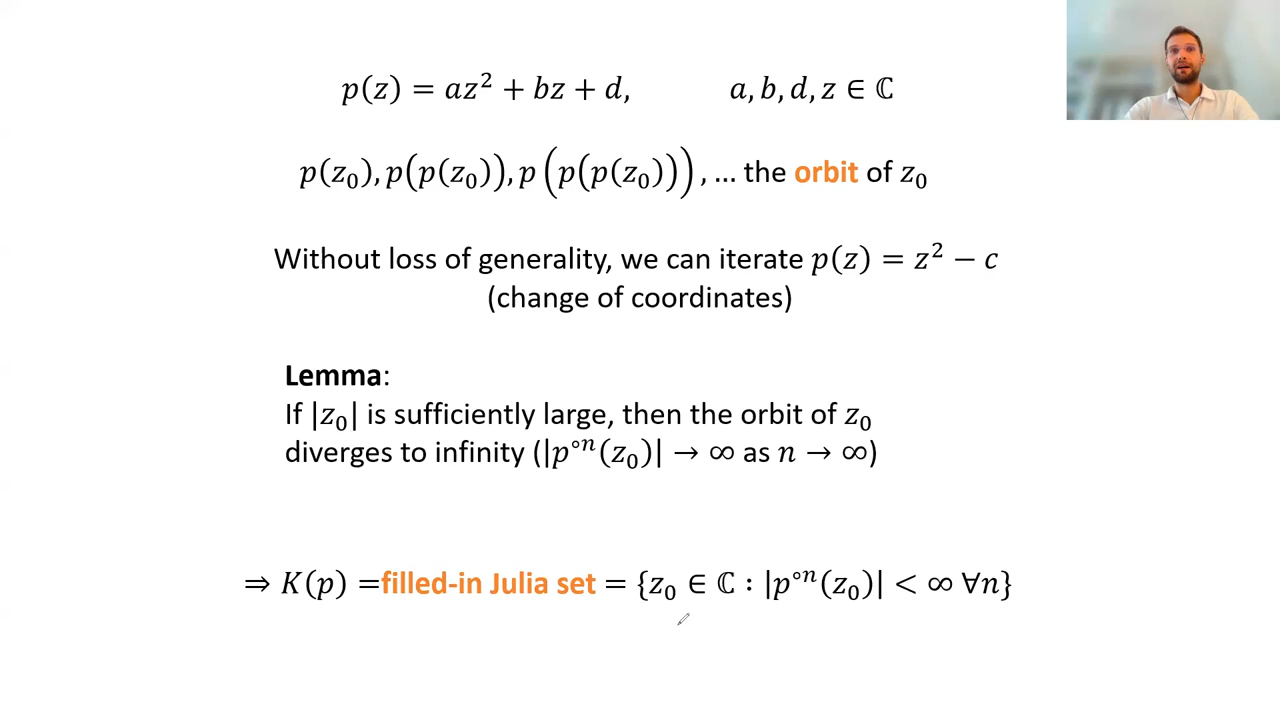 p(z) = az² + bz + d, a, b, d, z ∈ ℂ
p(z₀), p(p(z₀)), p(p(p(z₀))), ... the orbit of z₀
Without loss of generality, we can iterate p(z) = z² − c
(change of coordinates)
Lemma:
If |z₀| is sufficiently large, then the orbit of z₀
diverges to infinity (|p°ⁿ(z₀)| → ∞ as n → ∞)
⇒ K(p) =filled-in Julia set = {z₀ ∈ ℂ : |p°ⁿ(z₀)| < ∞ ∀n}